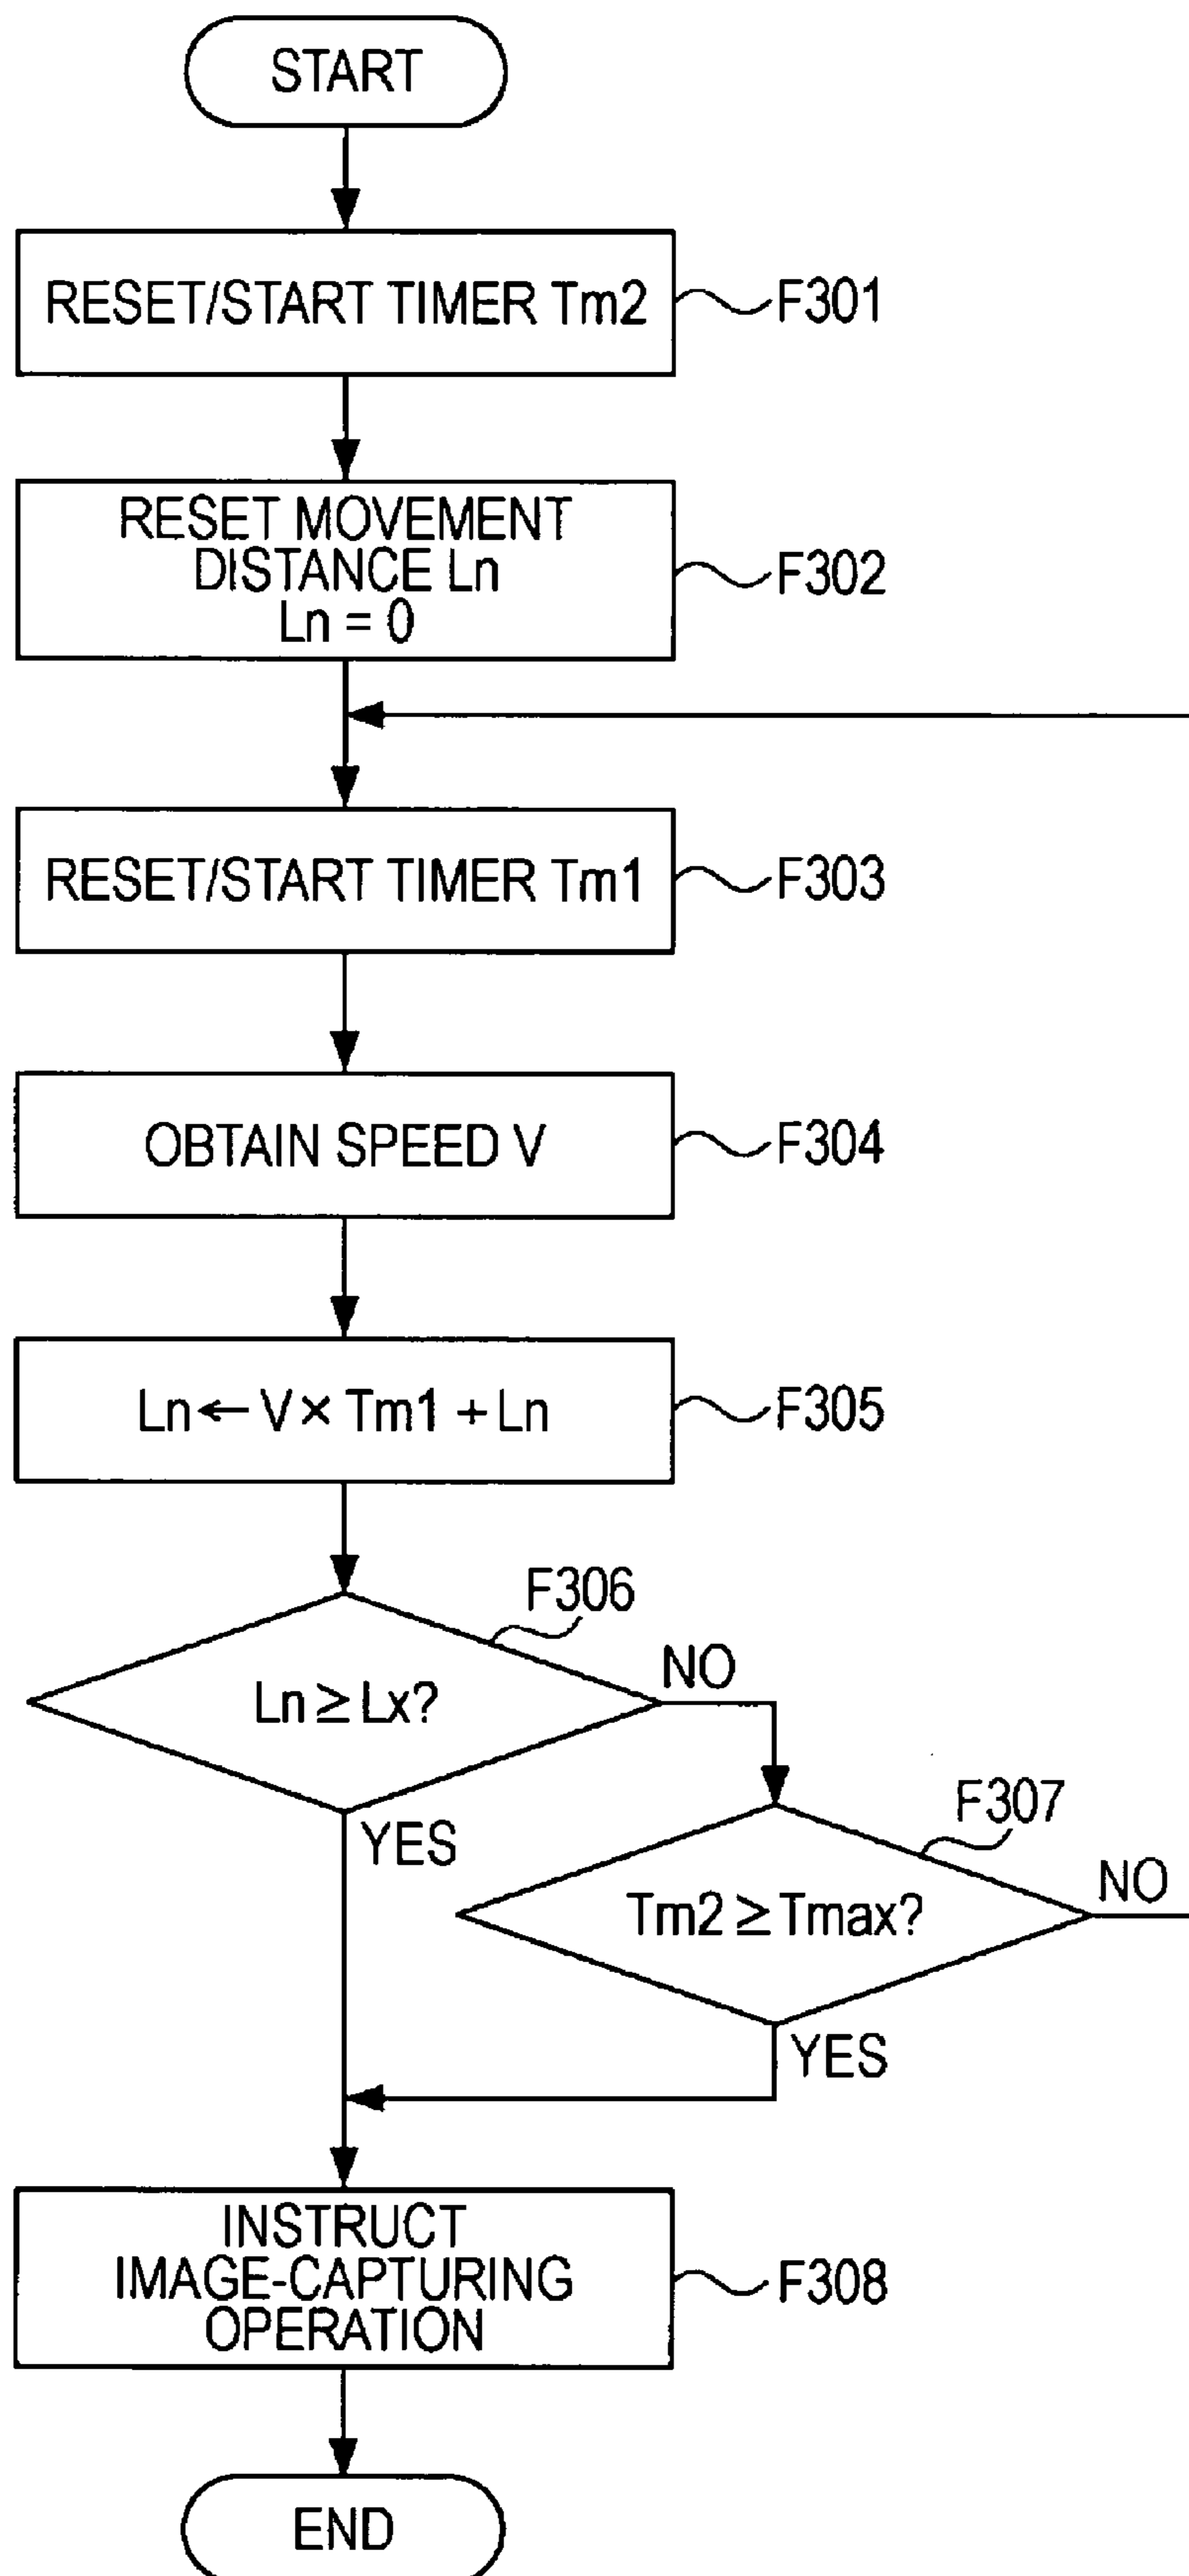 START
RESET/START TIMER Tm2
F301
RESET MOVEMENT
DISTANCE Ln
Ln = 0
F302
RESET/START TIMER Tm1
F303
OBTAIN SPEED V
F304
Ln ← V × Tm1 + Ln
F305
F306
Ln ≥ Lx?
NO
YES
F307
Tm2 ≥ Tmax?
NO
YES
INSTRUCT
IMAGE-CAPTURING
OPERATION
F308
END